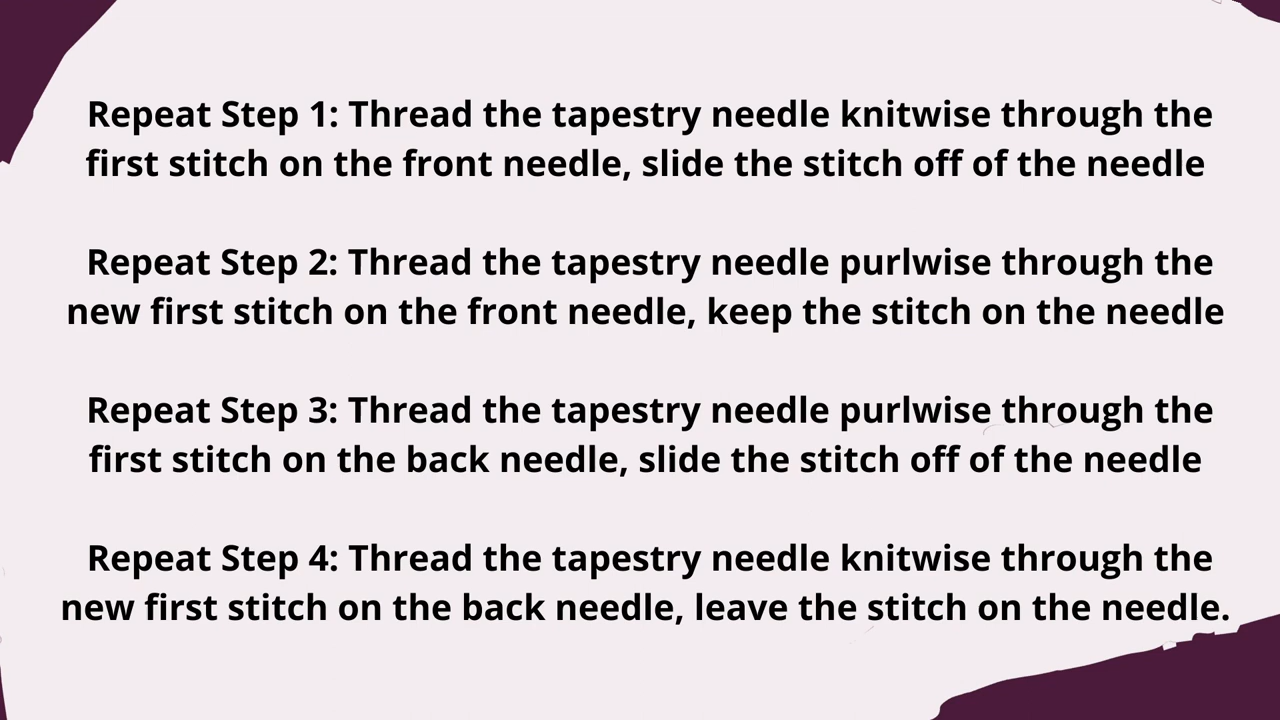 Repeat Step 1: Thread the tapestry needle knitwise through the
first stitch on the front needle, slide the stitch off of the needle
Repeat Step 2: Thread the tapestry needle purlwise through the
new first stitch on the front needle, keep the stitch on the needle
Repeat Step 3: Thread the tapestry needle purlwise through the
first stitch on the back needle, slide the stitch off of the needle
Repeat Step 4: Thread the tapestry needle knitwise through the
new first stitch on the back needle, leave the stitch on the needle.